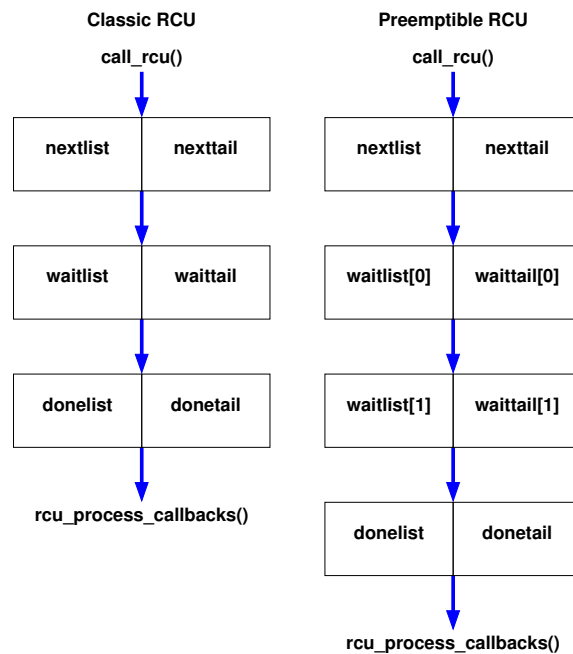 Classic RCU
call_rcu()
nextlist nexttail
waitlist waittail
donelist donetail
rcu_process_callbacks()
Preemptible RCU
call_rcu()
nextlist nexttail
waitlist[0] waittail[0]
waitlist[1] waittail[1]
donelist donetail
rcu_process_callbacks()